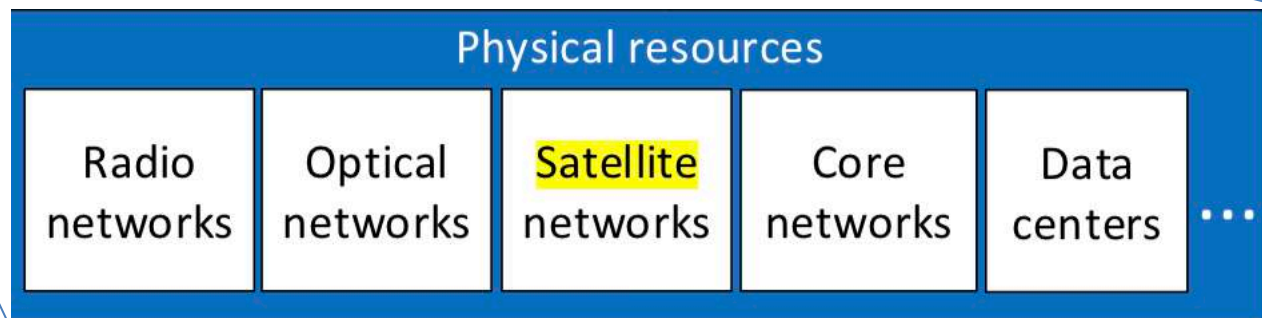 Physical resources
Radio
networks
Optical
networks
Satellite
networks
Core
networks
Data
centers
...